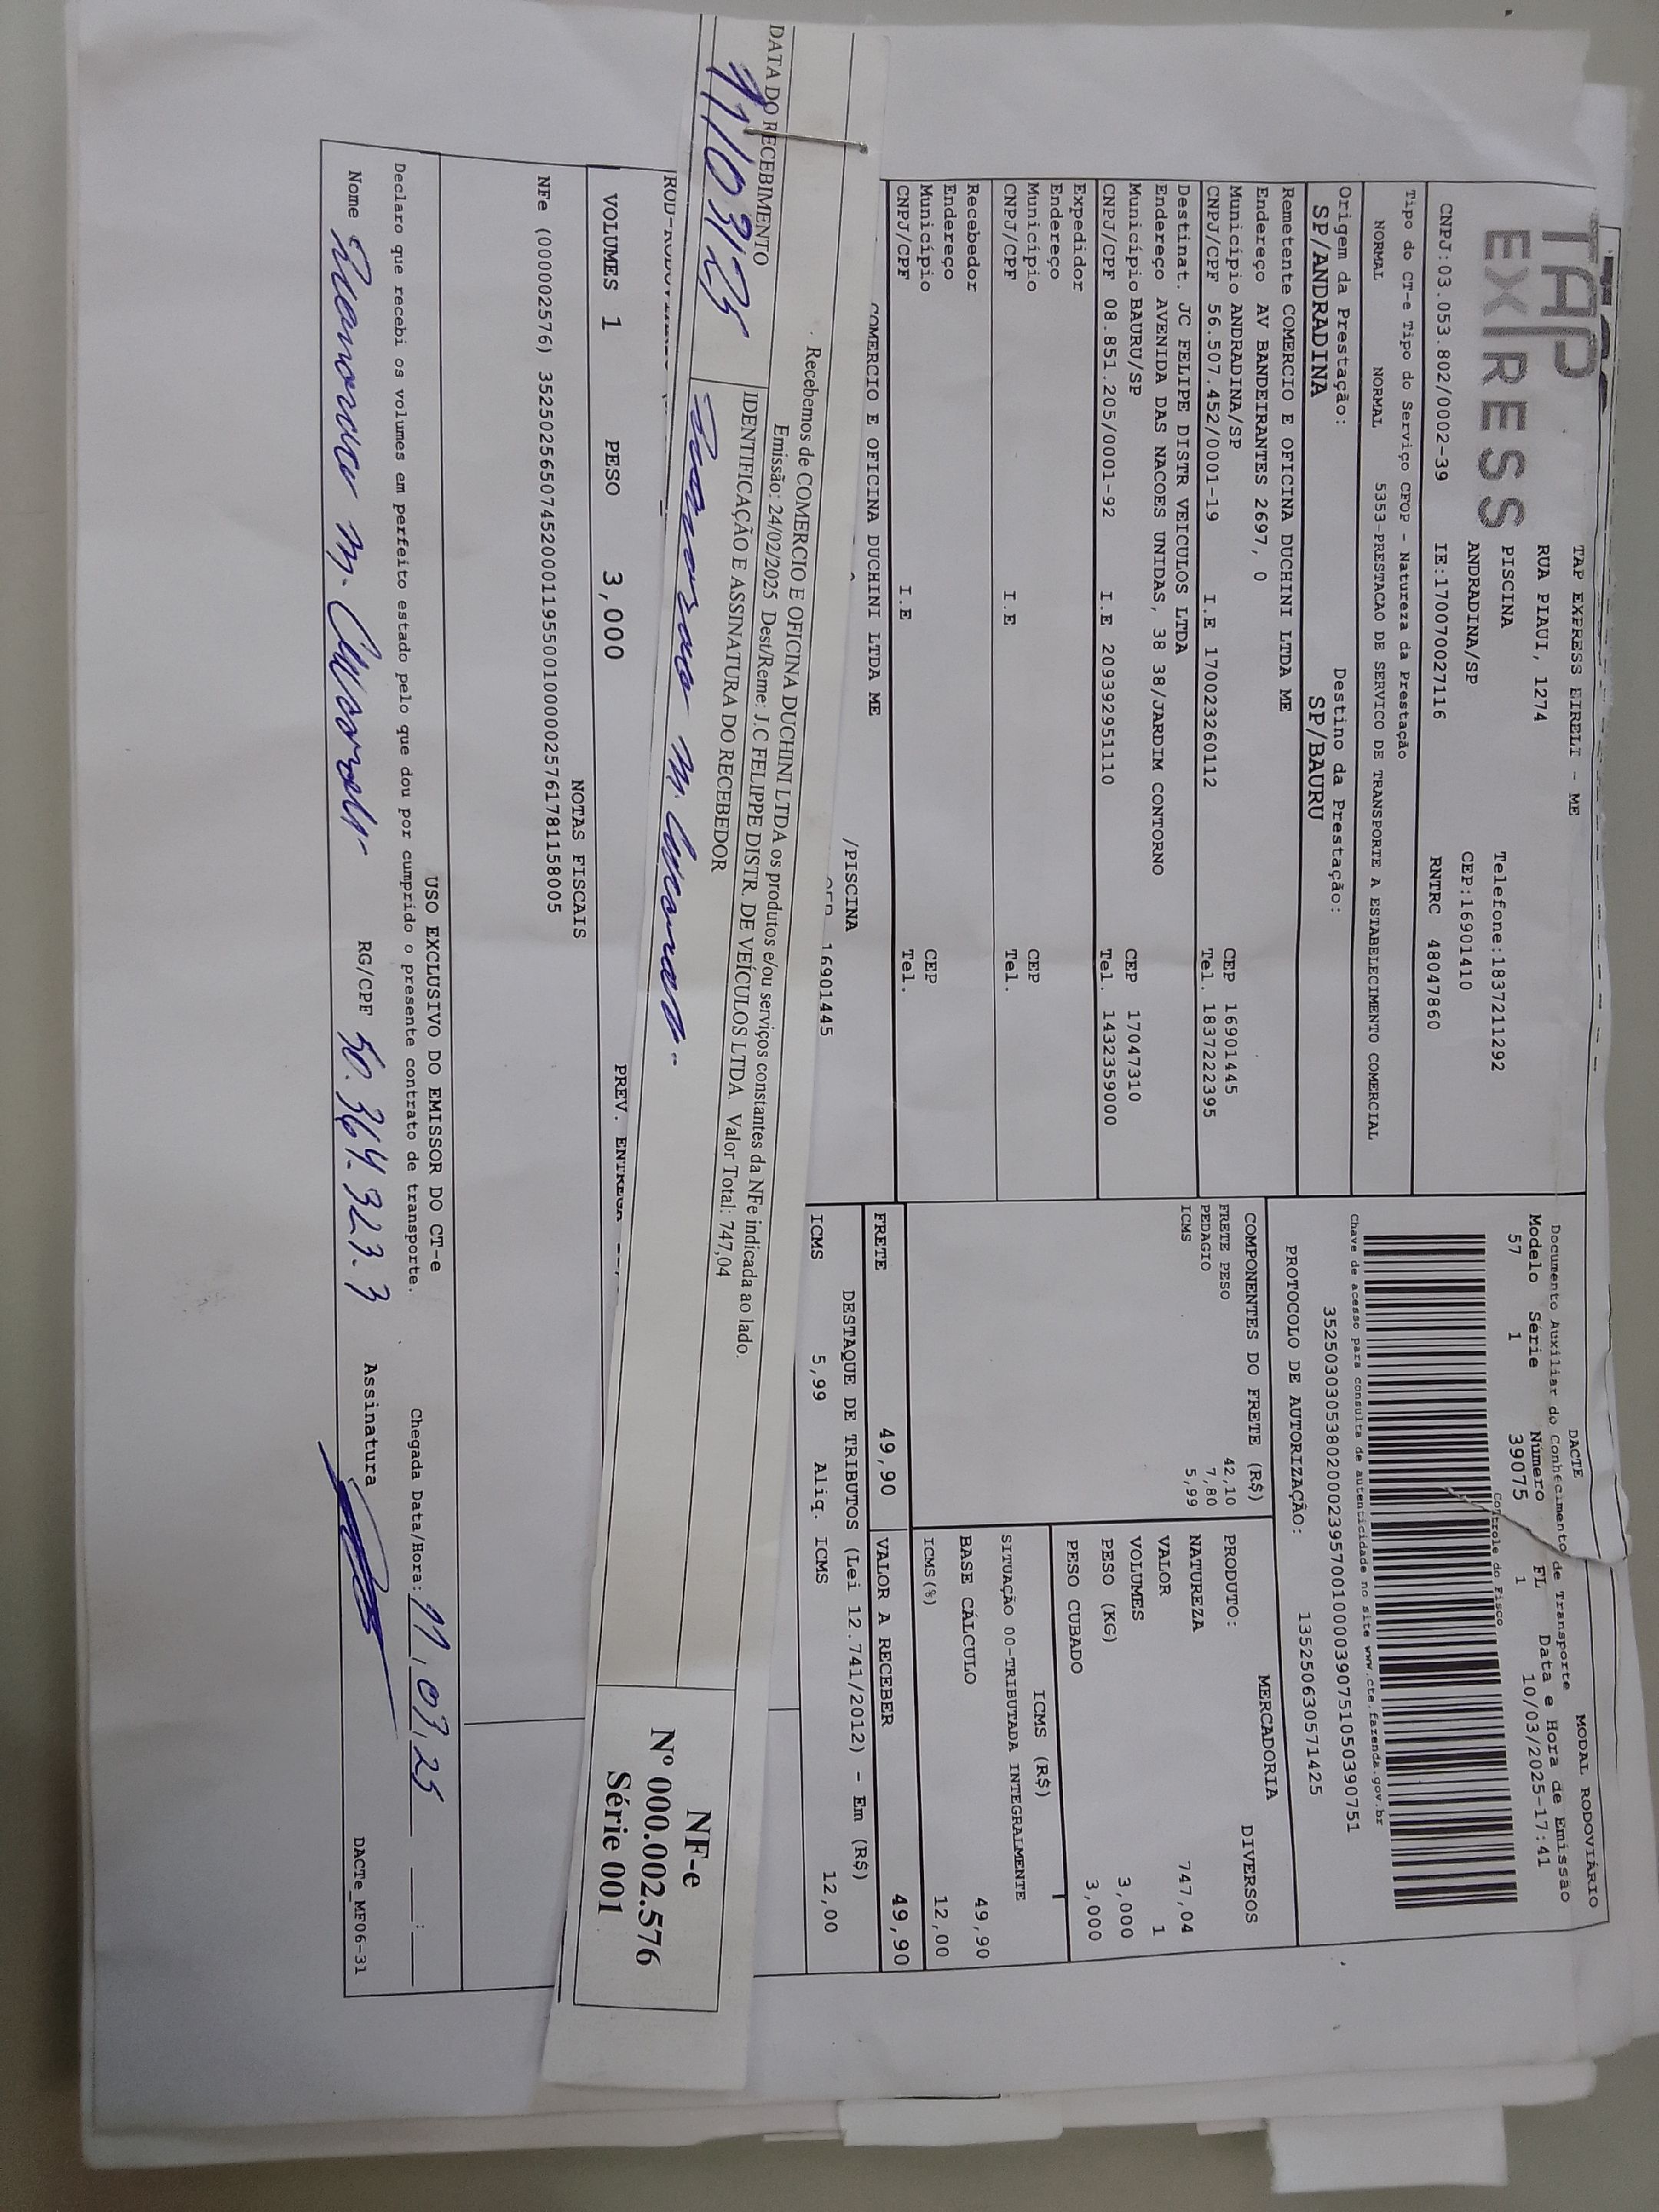 TAP
EXPRESS
TAP EXPRESS EIRELI - ME
RUA PIAUI, 1274
PISCINA
ANDRADINA/SP
Telefone:1837211292
CEP:16901410
CNPJ:03.053.802/0002-39 IE:170070027116 RNTRC 48047860
Tipo do CT-e Tipo do Serviço CFOP - Natureza da Prestação
NORMAL NORMAL 5353-PRESTACAO DE SERVICO DE TRANSPORTE A ESTABELECIMENTO COMERCIAL
Origem da Prestação: Destino da Prestação:
SP/ANDRADINA SP/BAURU
Remetente COMERCIO E OFICINA DUCHINI LTDA ME
Endereço AV BANDEIRANTES 2697, 0
Município ANDRADINA/SP CEP 16901445
CNPJ/CPF 56.507.452/0001-19 I.E 170023260112 Tel. 1837222395
Destinat. JC FELIPE DISTR VEICULOS LTDA
Endereço AVENIDA DAS NACOES UNIDAS, 38 38/JARDIM CONTORNO
Município BAURU/SP CEP 17047310
CNPJ/CPF 08.851.205/0001-92 I.E 209392951110 Tel. 1432359000
Expedidor
Endereço
Município CEP
CNPJ/CPF I.E Tel.
Recebedor
Endereço
Município CEP
CNPJ/CPF I.E Tel.
COMERCIO E OFICINA DUCHINI LTDA ME
/PISCINA
CEP 16901445
DACTE MODAL RODOVIÁRIO
Documento Auxiliar do Conhecimento de Transporte
Modelo Série Número FL Data e Hora de Emissão
57 1 39075 1 10/03/2025-17:41
Controle do Fisco
Chave de acesso para consulta de autenticidade no site www.cte.fazenda.gov.br
35250303053802000239570010000390751050390751
PROTOCOLO DE AUTORIZAÇÃO: 135250630571425
COMPONENTES DO FRETE (R$)
FRETE PESO 42,10
PEDAGIO 7,80
ICMS 5,99
MERCADORIA
PRODUTO: DIVERSOS
NATUREZA
VALOR 747,04
VOLUMES 1
PESO (KG) 3,000
PESO CUBADO 3,000
ICMS (R$)
SITUAÇÃO 00-TRIBUTADA INTEGRALMENTE
BASE CÁLCULO 49,90
ICMS(%) 12,00
FRETE 49,90 VALOR A RECEBER 49,90
DESTAQUE DE TRIBUTOS (Lei 12.741/2012) - Em (R$)
ICMS 5,99 Aliq. ICMS 12,00
Recebemos de COMERCIO E OFICINA DUCHINI LTDA os produtos e/ou serviços constantes da NFe indicada ao lado.
Emissão: 24/02/2025 Dest/Reme: J.C FELIPPE DISTR. DE VEÍCULOS LTDA. Valor Total: 747,04
DATA DO RECEBIMENTO IDENTIFICAÇÃO E ASSINATURA DO RECEBEDOR
11/03/25
NF-e
Nº 000.002.576
Série 001
VOLUMES 1 PESO 3,000 PREV. ENTREGA
NOTAS FISCAIS
NFe (000002576) 35250256507452000119550010000025761781158005
USO EXCLUSIVO DO EMISSOR DO CT-e
Declaro que recebi os volumes em perfeito estado pelo que dou por cumprido o presente contrato de transporte. Chegada Data/Hora: 11,03,25 :
Nome RG/CPF 50.364.323.3 Assinatura
DACTe_MF06-31